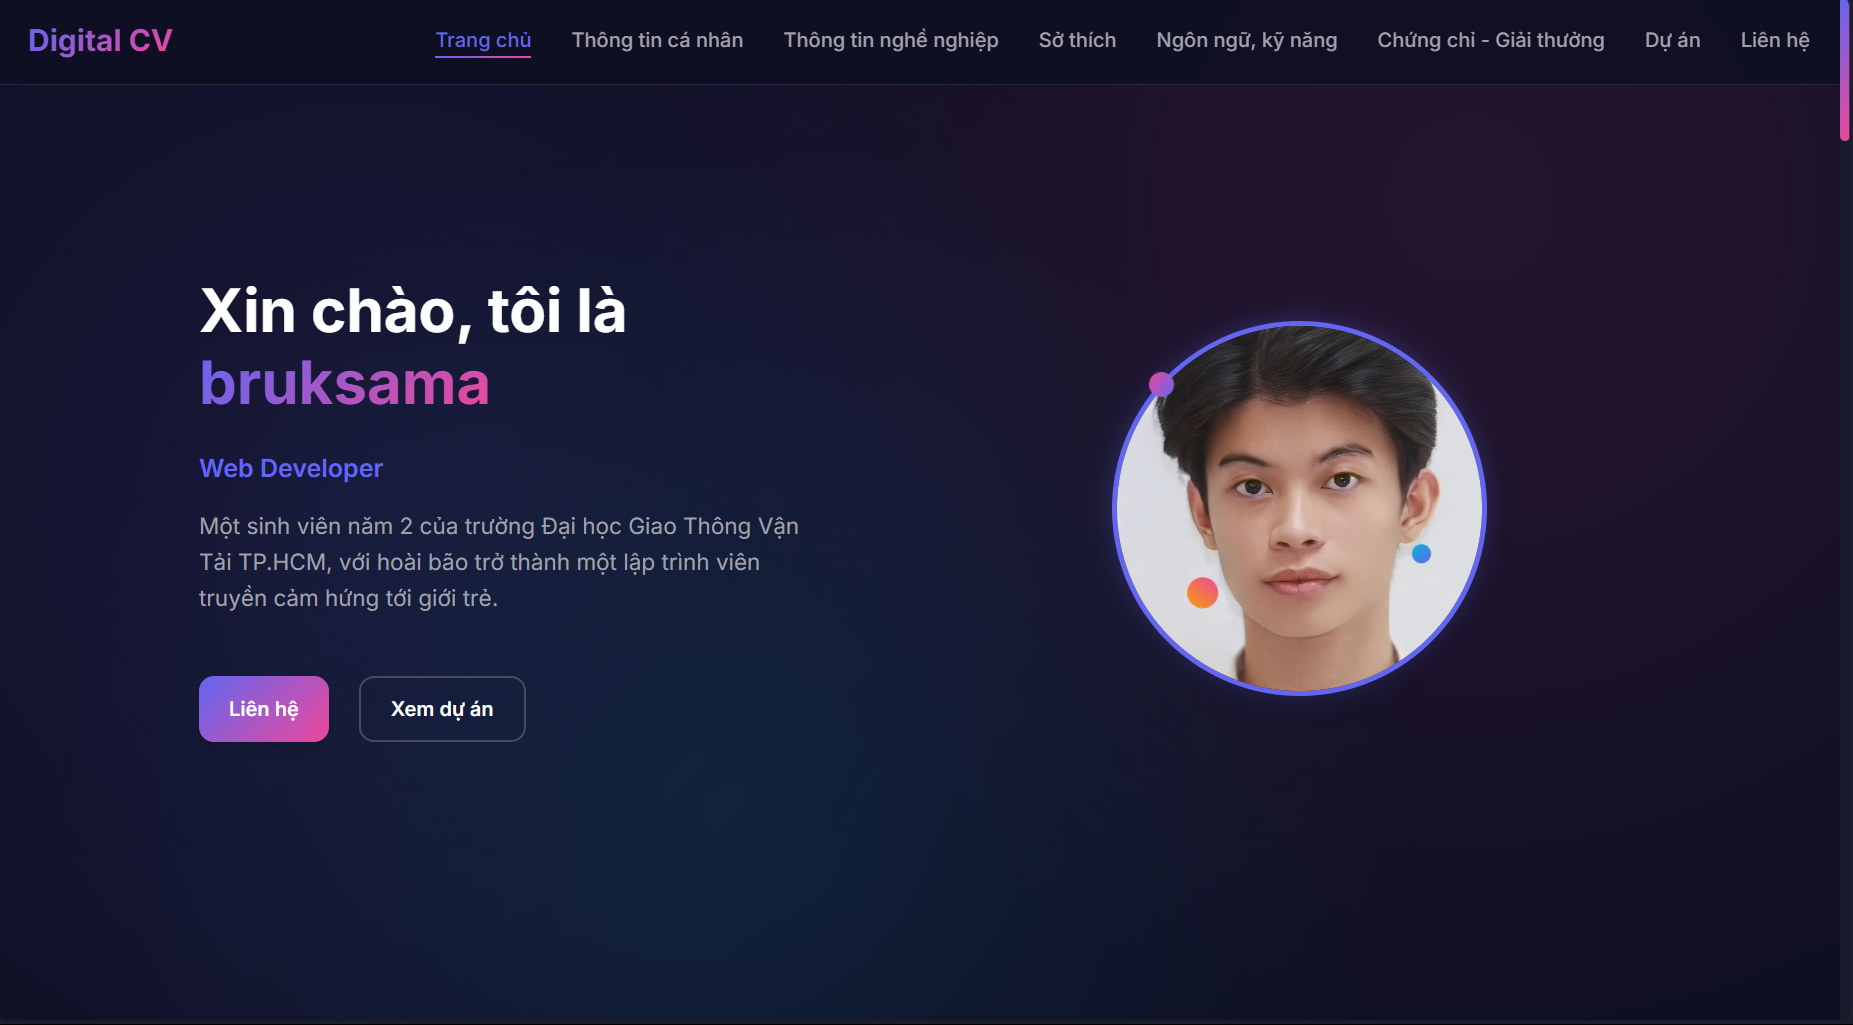 Digital CV
Trang chủ
Thông tin cá nhân
Thông tin nghề nghiệp
Sở thích
Ngôn ngữ, kỹ năng
Chứng chỉ - Giải thưởng
Dự án
Liên hệ
Xin chào, tôi là
bruksama
Web Developer
Một sinh viên năm 2 của trường Đại học Giao Thông Vận
Tải TP.HCM, với hoài bão trở thành một lập trình viên
truyền cảm hứng tới giới trẻ.
Liên hệ
Xem dự án